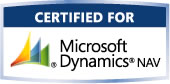 CERTIFIED FOR
Microsoft
Dynamics® NAV